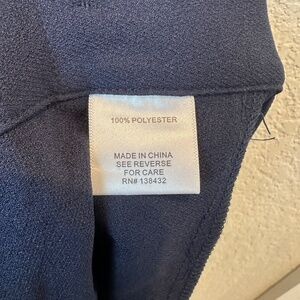 100% POLYESTER
MADE IN CHINA
SEE REVERSE
FOR CARE
RN# 138432